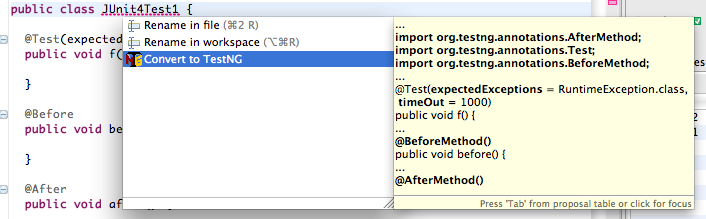 public class JUnit4Test1 {
@Test(expected
public void f(
}
@Before
public void be
}
@After
public void af
Rename in file (⌘2 R)
Rename in workspace (⌥⌘R)
Convert to TestNG
...
import org.testng.annotations.AfterMethod;
import org.testng.annotations.Test;
import org.testng.annotations.BeforeMethod;
...
@Test(expectedExceptions = RuntimeException.class,
timeOut = 1000)
public void f() {
...
@BeforeMethod()
public void before() {
...
@AfterMethod()
Press 'Tab' from proposal table or click for focus